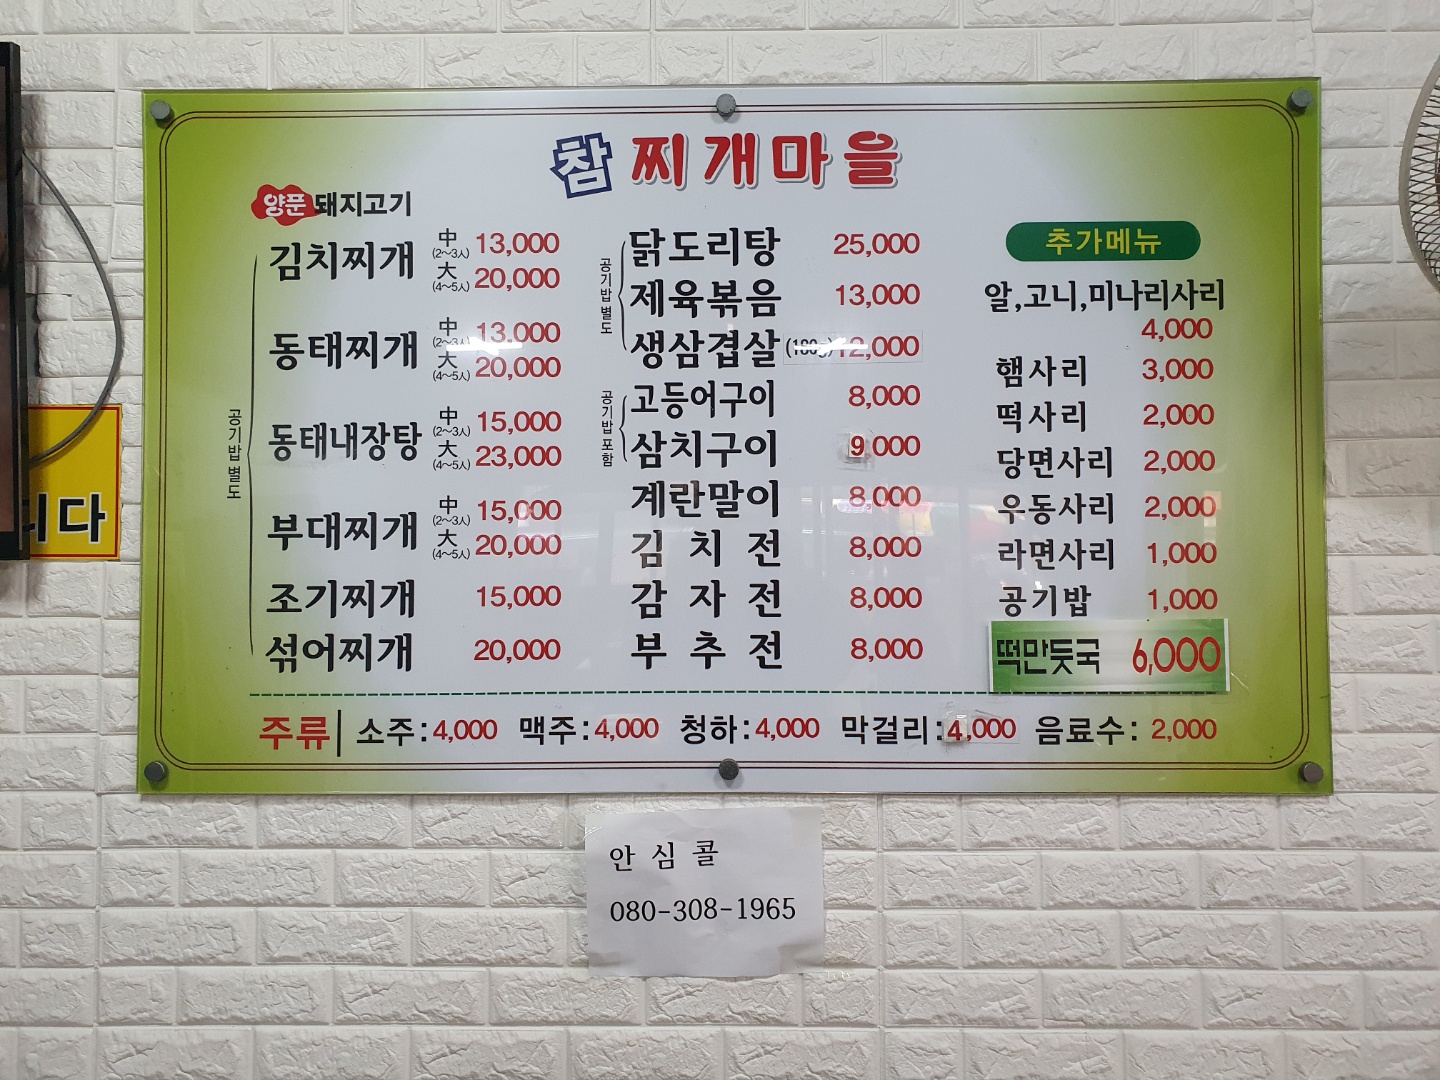 참 찌개마을
양푼 돼지고기
김치찌개 中(2~3人) 13,000
大(4~5人) 20,000
동태찌개 中(2~3人) 13,000
大(4~5人) 20,000
동태내장탕 中(2~3人) 15,000
大(4~5人) 23,000
부대찌개 中(2~3人) 15,000
大(4~5人) 20,000
조기찌개 15,000
섞어찌개 20,000
공기밥별도
닭도리탕 25,000
제육볶음 13,000
생삼겹살(180g) 12,000
공기밥별도
고등어구이 8,000
삼치구이 9,000
공기밥포함
계란말이 8,000
김치전 8,000
감자전 8,000
부추전 8,000
추가메뉴
알,고니,미나리사리
4,000
햄사리 3,000
떡사리 2,000
당면사리 2,000
우동사리 2,000
라면사리 1,000
공기밥 1,000
떡만둣국 6,000
주류 소주:4,000 맥주:4,000 청하:4,000 막걸리:4,000 음료수: 2,000
안심콜
080-308-1965
니다